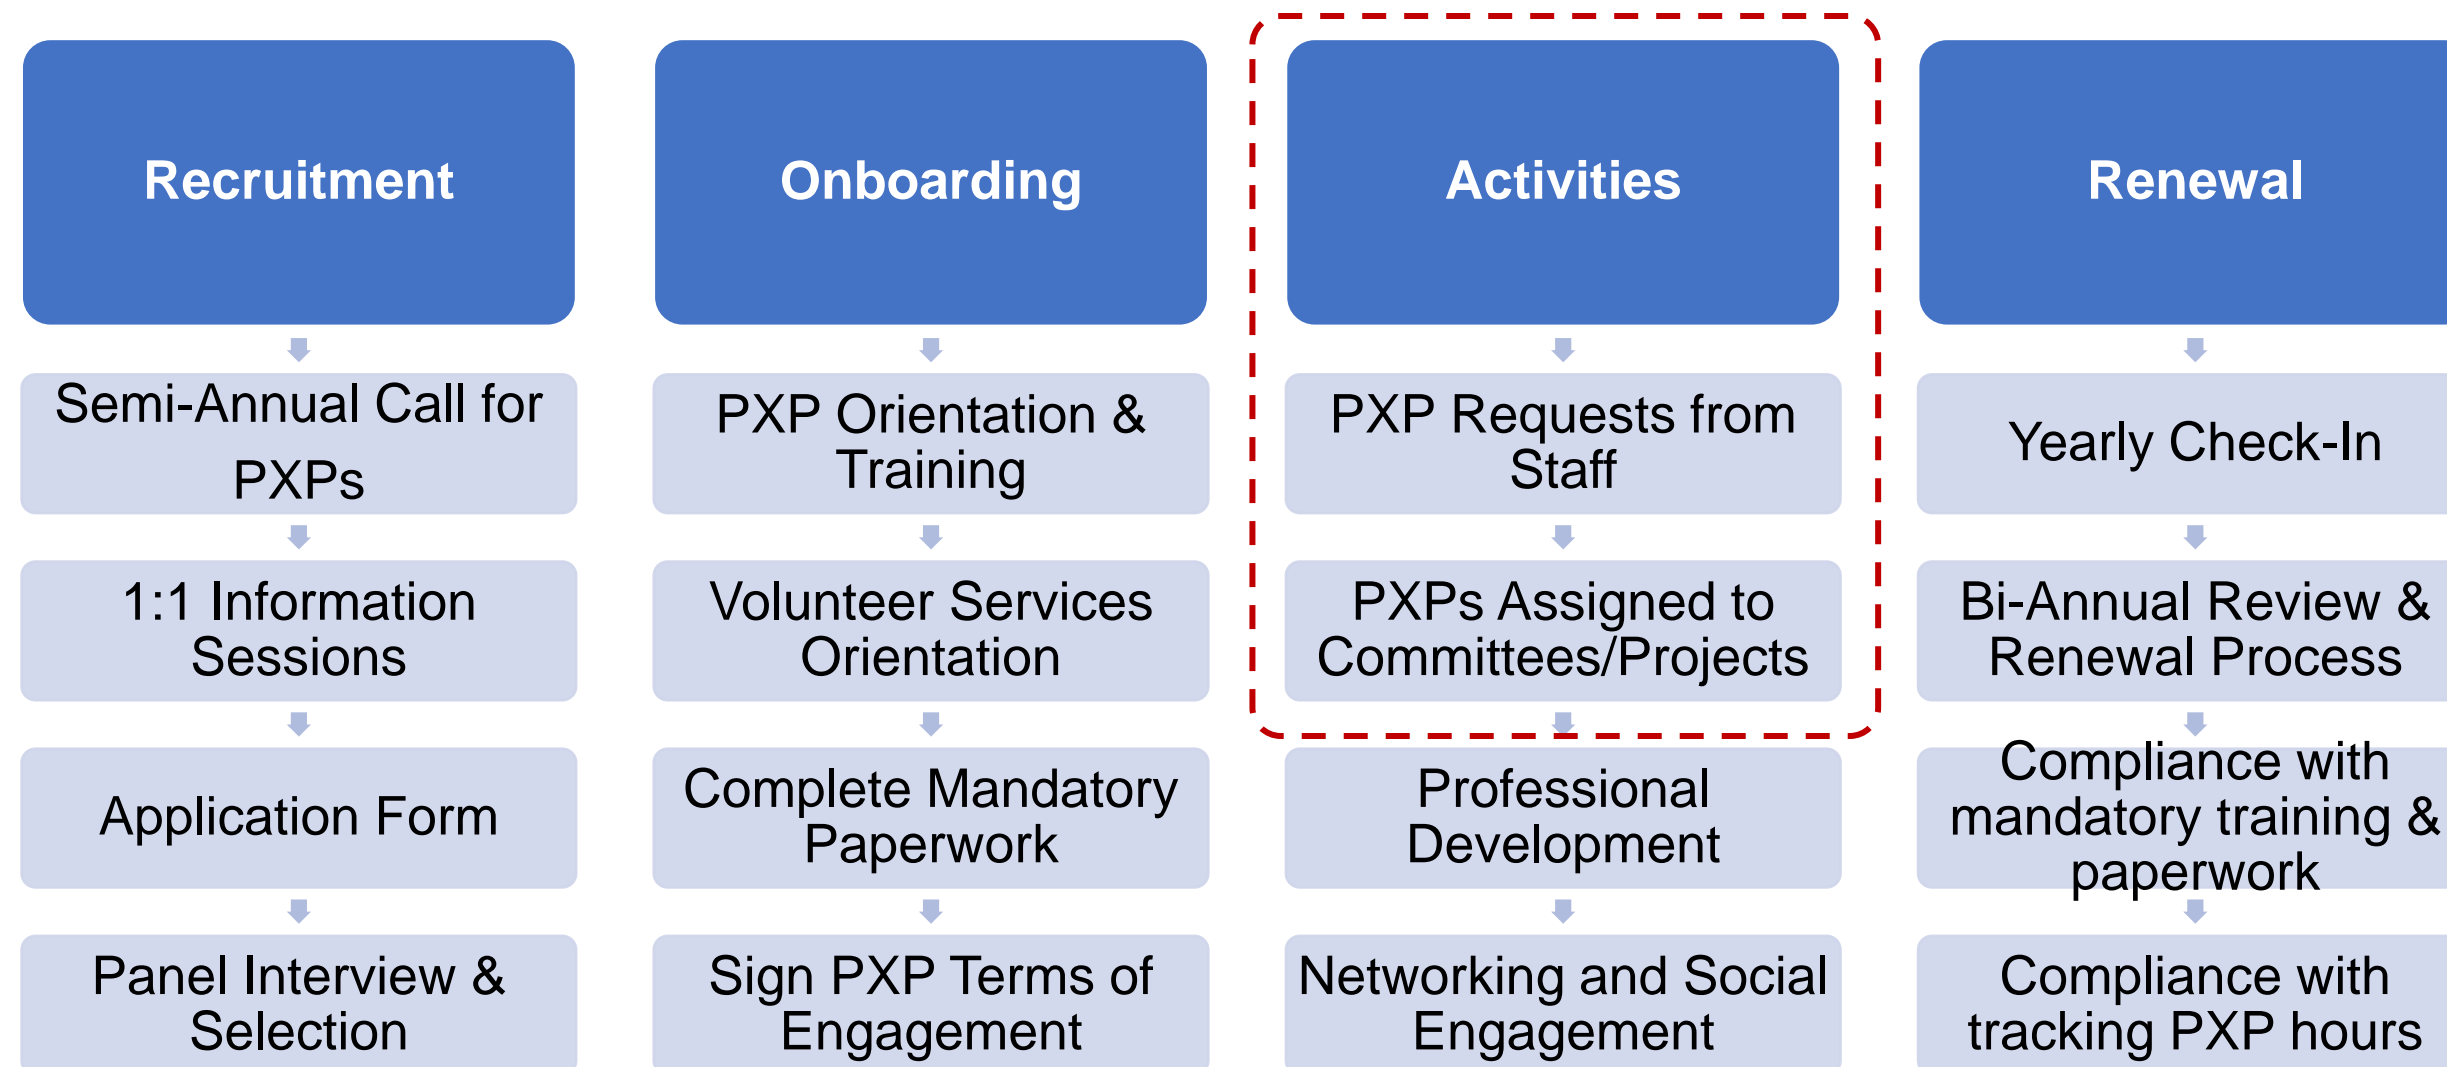 Recruitment
Semi-Annual Call for
PXPs
1:1 Information
Sessions
Application Form
Panel Interview &
Selection
Onboarding
PXP Orientation &
Training
Volunteer Services
Orientation
Complete Mandatory
Paperwork
Sign PXP Terms of
Engagement
Activities
PXP Requests from
Staff
PXPs Assigned to
Committees/Projects
Professional
Development
Networking and Social
Engagement
Renewal
Yearly Check-In
Bi-Annual Review &
Renewal Process
Compliance with
mandatory training &
paperwork
Compliance with
tracking PXP hours